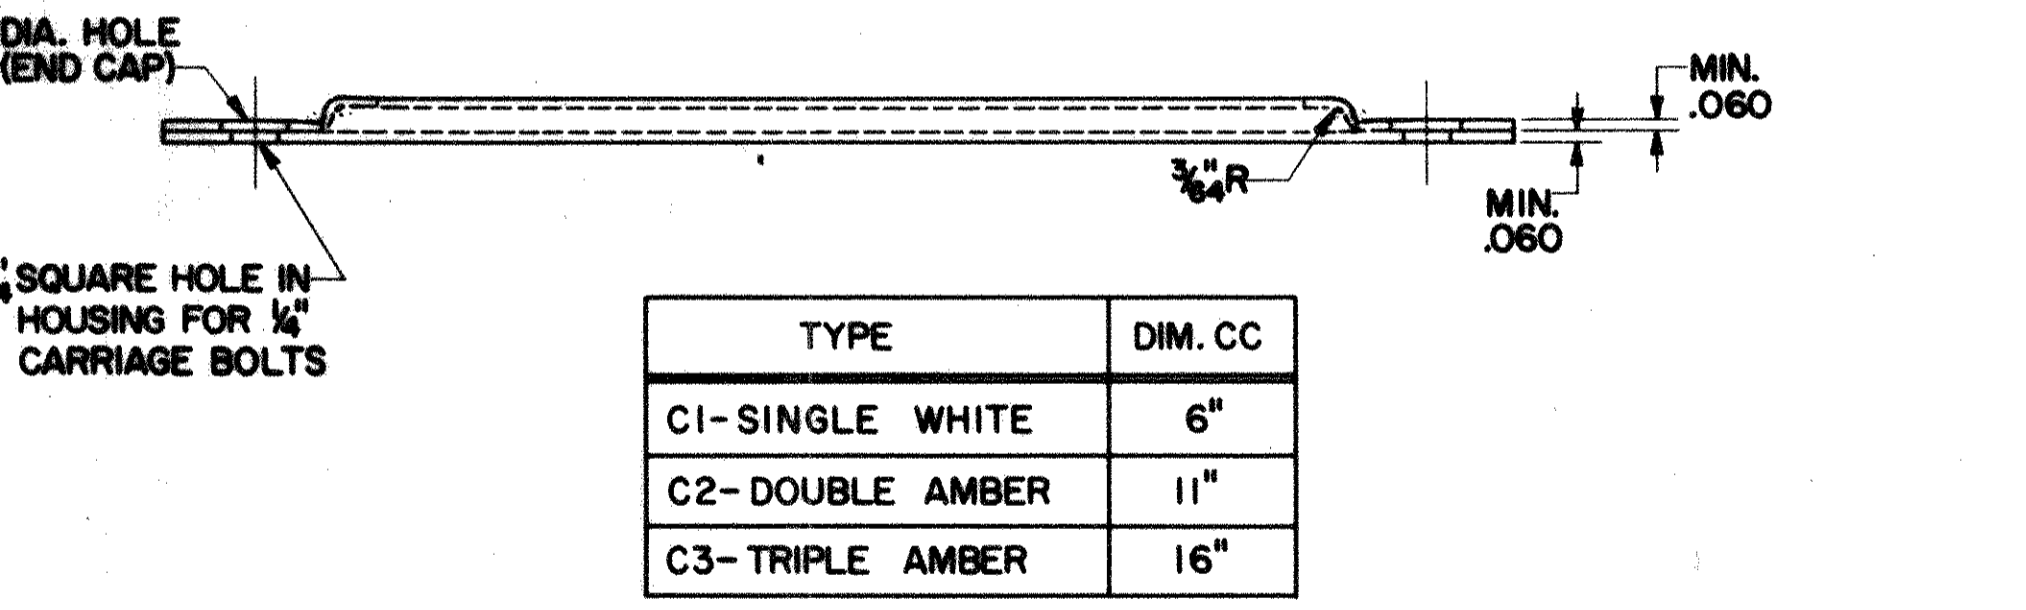 DIA. HOLE
(END CAP)
MIN.
.060
3/64" R
MIN.
.060
SQUARE HOLE IN
HOUSING FOR 1/4"
CARRIAGE BOLTS
TYPE DIM. CC
C1-SINGLE WHITE 6"
C2-DOUBLE AMBER 11"
C3-TRIPLE AMBER 16"